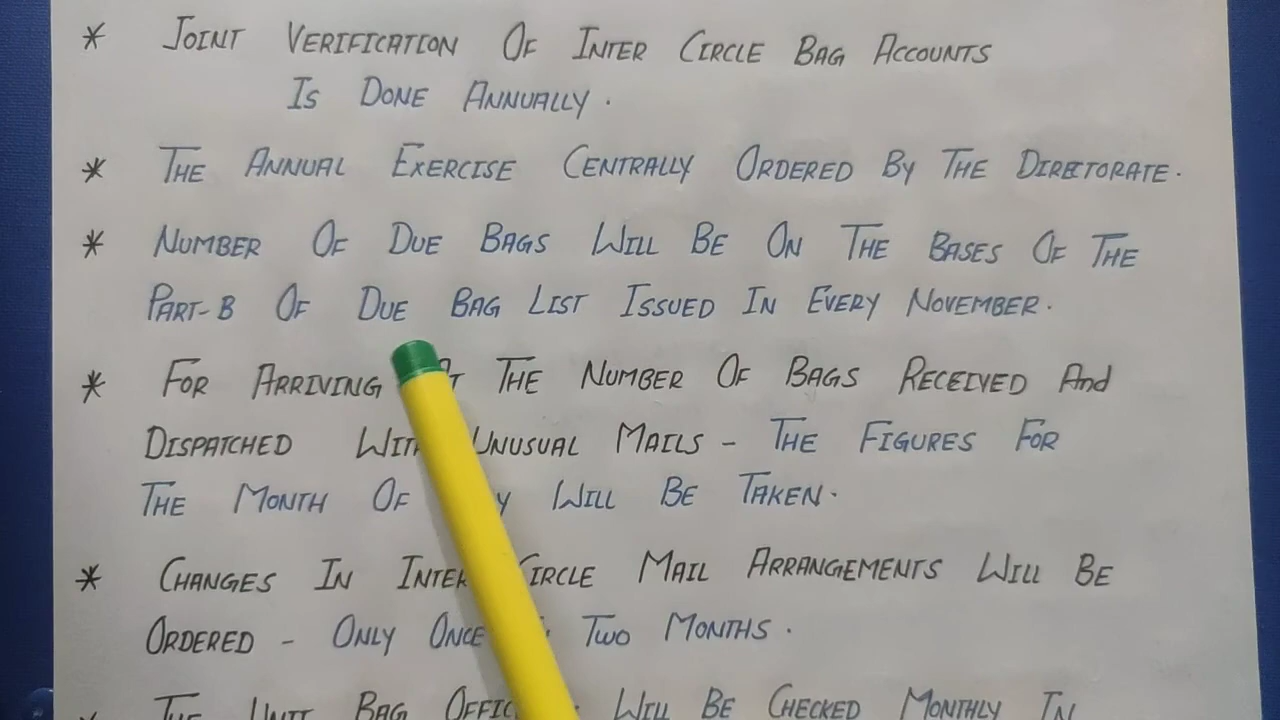 * JOINT VERIFICATION OF INTER CIRCLE BAG ACCOUNTS
IS DONE ANNUALLY.
* THE ANNUAL EXERCISE CENTRALLY ORDERED BY THE DIRECTORATE.
* NUMBER OF DUE BAGS WILL BE ON THE BASES OF THE
PART-B OF DUE BAG LIST ISSUED IN EVERY NOVEMBER.
* FOR ARRIVING THE NUMBER OF BAGS RECEIVED And
DISPATCHED WITH UNUSUAL MAILS - THE FIGURES FOR
THE MONTH OF WILL BE TAKEN.
* CHANGES IN INTER CIRCLE MAIL ARRANGEMENTS WILL BE
ORDERED - ONLY ONCE TWO MONTHS.
* THE UNIT BAG WILL BE CHECKED MONTHLY IN